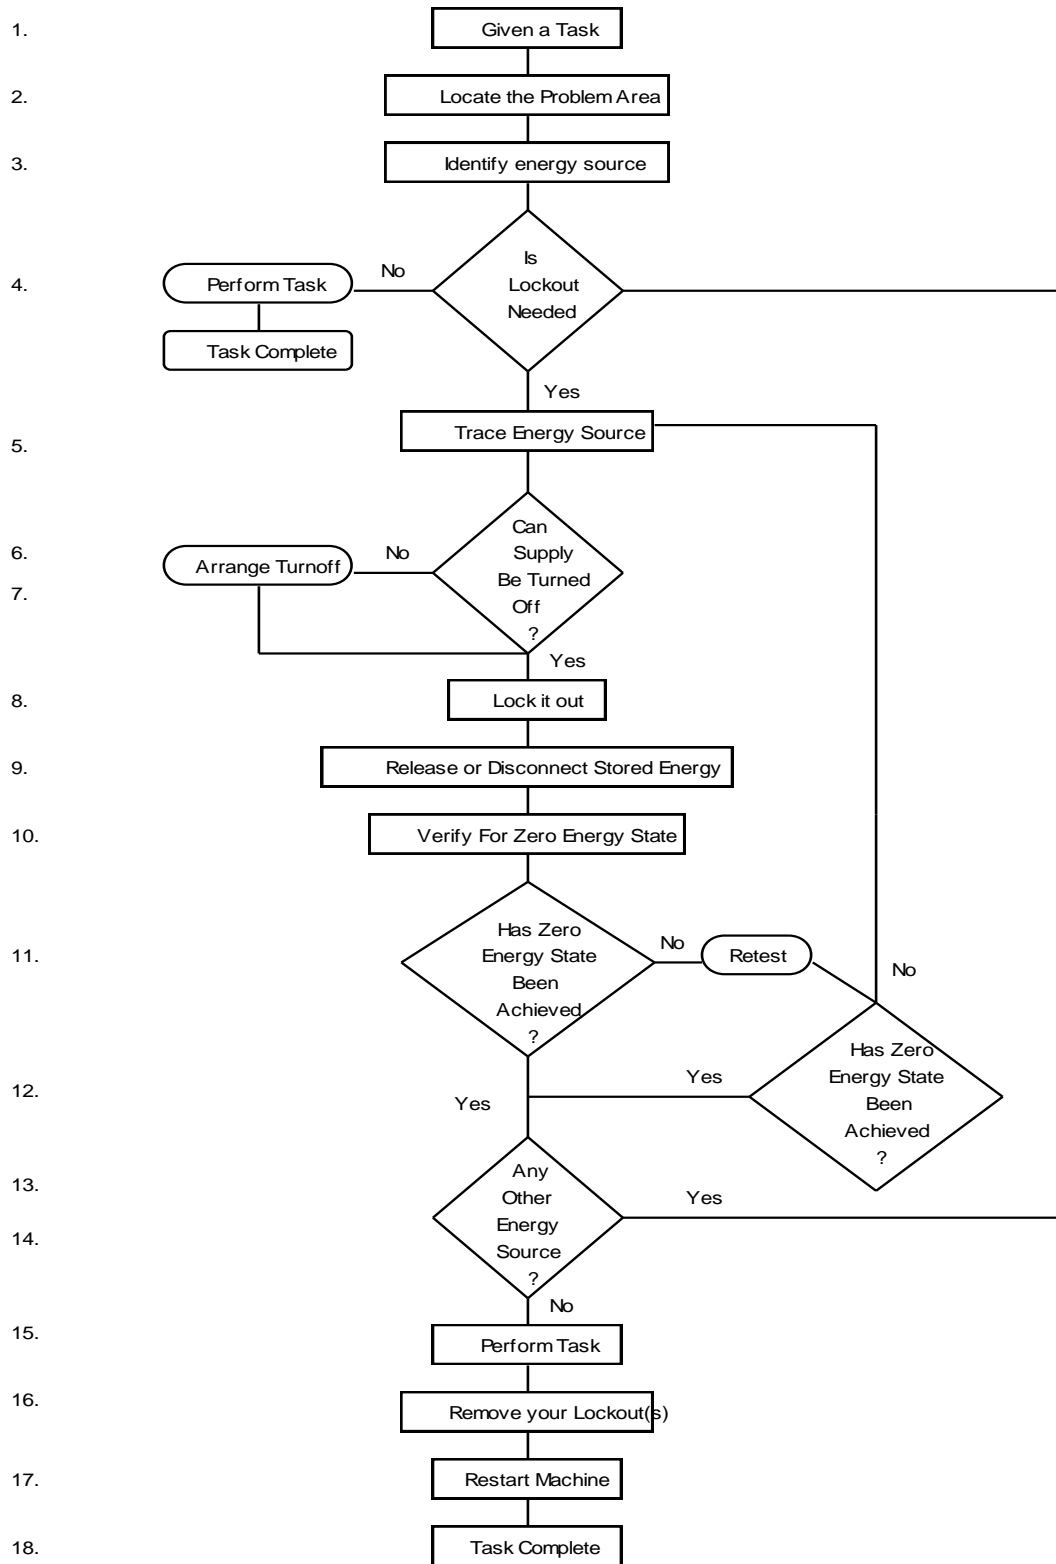 1.
Given a Task
2.
Locate the Problem Area
3.
Identify energy source
4.
Is
Lockout
Needed
No
Perform Task
Task Complete
Yes
5.
Trace Energy Source
6.
7.
Can
Supply
Be Turned
Off
?
No
Arrange Turnoff
Yes
8.
Lock it out
9.
Release or Disconnect Stored Energy
10.
Verify For Zero Energy State
11.
Has Zero
Energy State
Been
Achieved
?
No
Retest
No
12.
Yes
Yes
Has Zero
Energy State
Been
Achieved
?
13.
14.
Any
Other
Energy
Source
?
Yes
No
15.
Perform Task
16.
Remove your Lockout(s)
17.
Restart Machine
18.
Task Complete